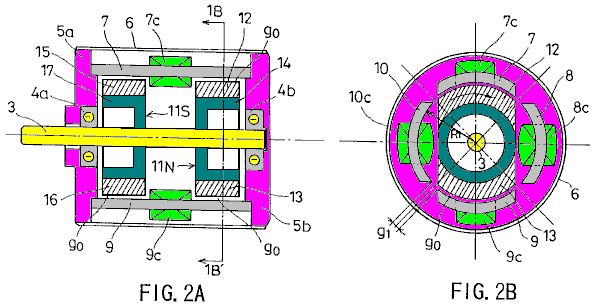 5a 7 6 7c 1B 12 g0
15 14
17
4a 11S 4b
3
11N
16 13
g0 9 9c g0 5b
1B'
FIG. 2A
7c
7 12
10 8
10c 8c
R1
3
6
13
g1 g0 9c 9
FIG. 2B